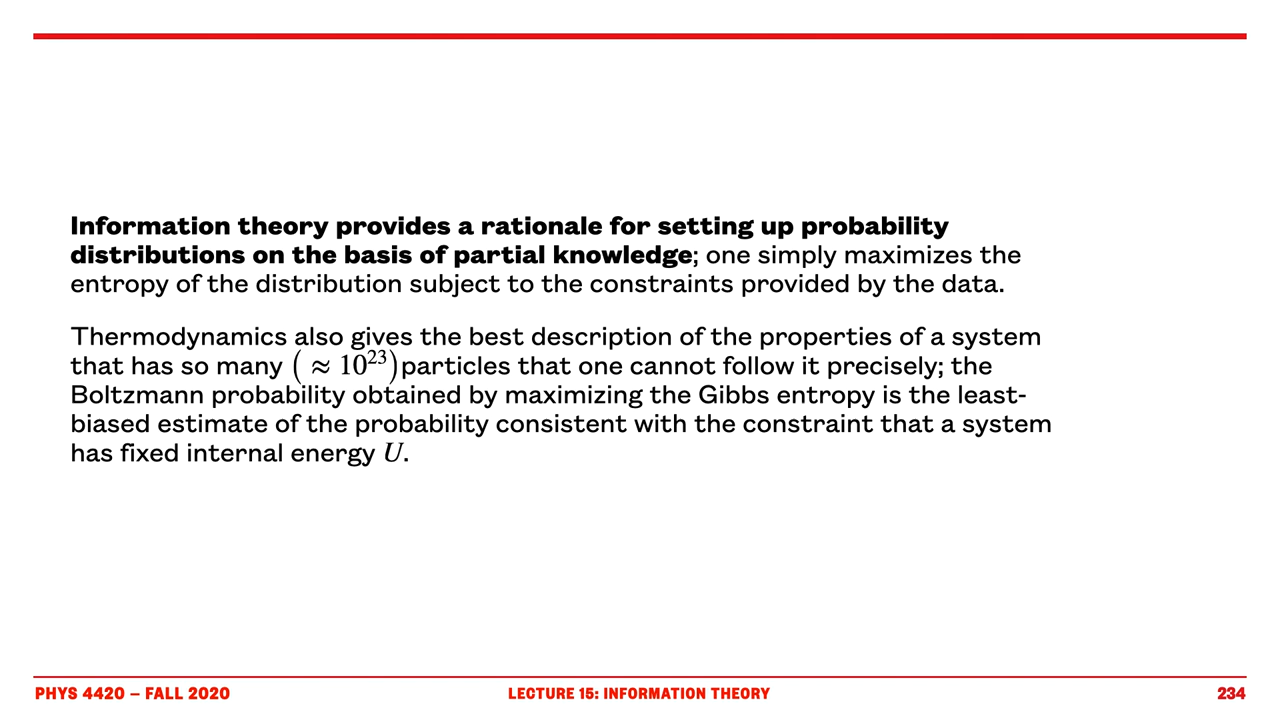 Information theory provides a rationale for setting up probability
distributions on the basis of partial knowledge; one simply maximizes the
entropy of the distribution subject to the constraints provided by the data.
Thermodynamics also gives the best description of the properties of a system
that has so many (≈ 10²³) particles that one cannot follow it precisely; the
Boltzmann probability obtained by maximizing the Gibbs entropy is the least-
biased estimate of the probability consistent with the constraint that a system
has fixed internal energy U.
PHYS 4420 – FALL 2020
LECTURE 15: INFORMATION THEORY
234